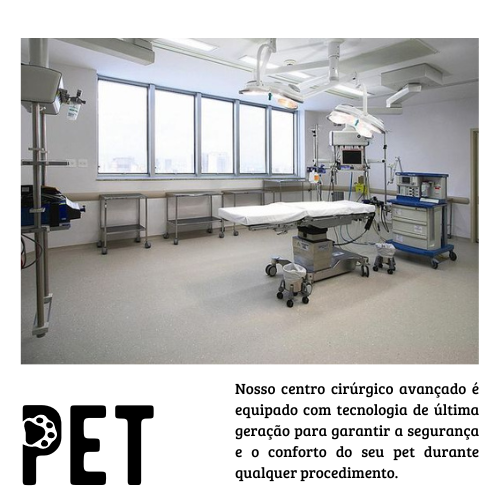 PET
Nosso centro cirúrgico avançado é
equipado com tecnologia de última
geração para garantir a segurança
e o conforto do seu pet durante
qualquer procedimento.